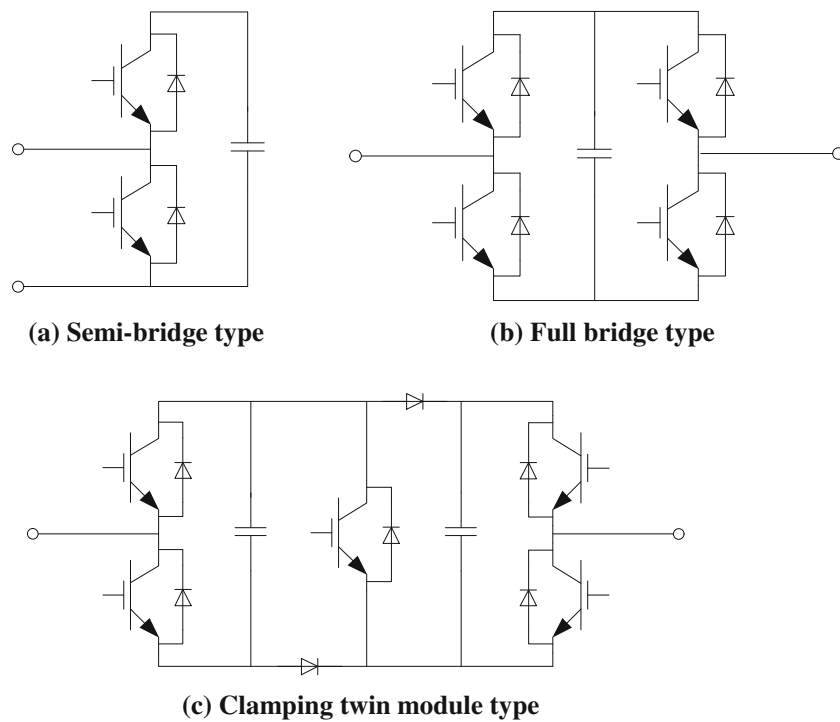 (a) Semi-bridge type
(b) Full bridge type
(c) Clamping twin module type